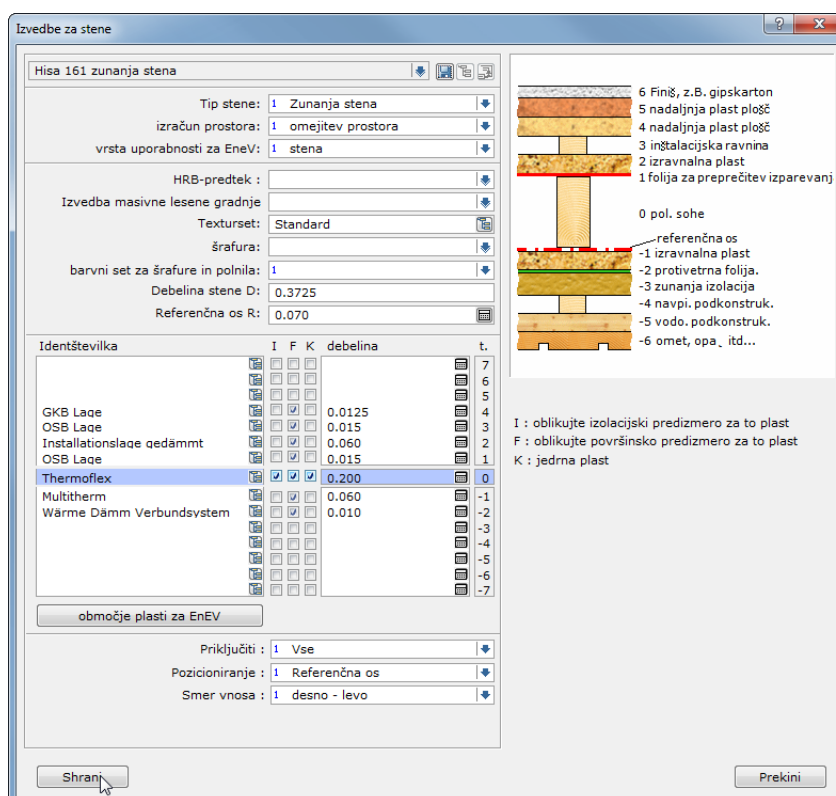 Izvedbe za stene
Hisa 161 zunanja stena
Tip stene: 1 Zunanja stena
izračun prostora: 1 omejitev prostora
vrsta uporabnosti za EneV: 1 stena
HRB-predtek :
Izvedba masivne lesene gradnje
Texturset: Standard
šrafura:
barvni set za šrafure in polnila: 1
Debelina stene D: 0.3725
Referenčna os R: 0.070
Identštevilka I F K debelina t.
7
6
5
GKB Lage 0.0125 4
OSB Lage 0.015 3
Installationslage gedämmt 0.060 2
OSB Lage 0.015 1
Thermoflex 0.200 0
Multitherm 0.060 -1
Wärme Dämm Verbundsystem 0.010 -2
-3
-4
-5
-6
-7
območje plasti za EnEV
Priključiti : 1 Vse
Pozicioniranje : 1 Referenčna os
Smer vnosa : 1 desno - levo
Shrani
6 Finiš, z.B. gipskarton
5 nadaljnja plast plošč
4 nadaljnja plast plošč
3 inštalacijska ravnina
2 izravnalna plast
1 folija za preprečitev izparevanj
0 pol. sohe
referenčna os
-1 izravnalna plast
-2 protivetrna folija.
-3 zunanja izolacija
-4 navpi. podkonstruk.
-5 vodo. podkonstruk.
-6 omet, opa˛ itd...
I : oblikujte izolacijski predizmero za to plast
F : oblikujte površinsko predizmero za to plast
K : jedrna plast
Prekini